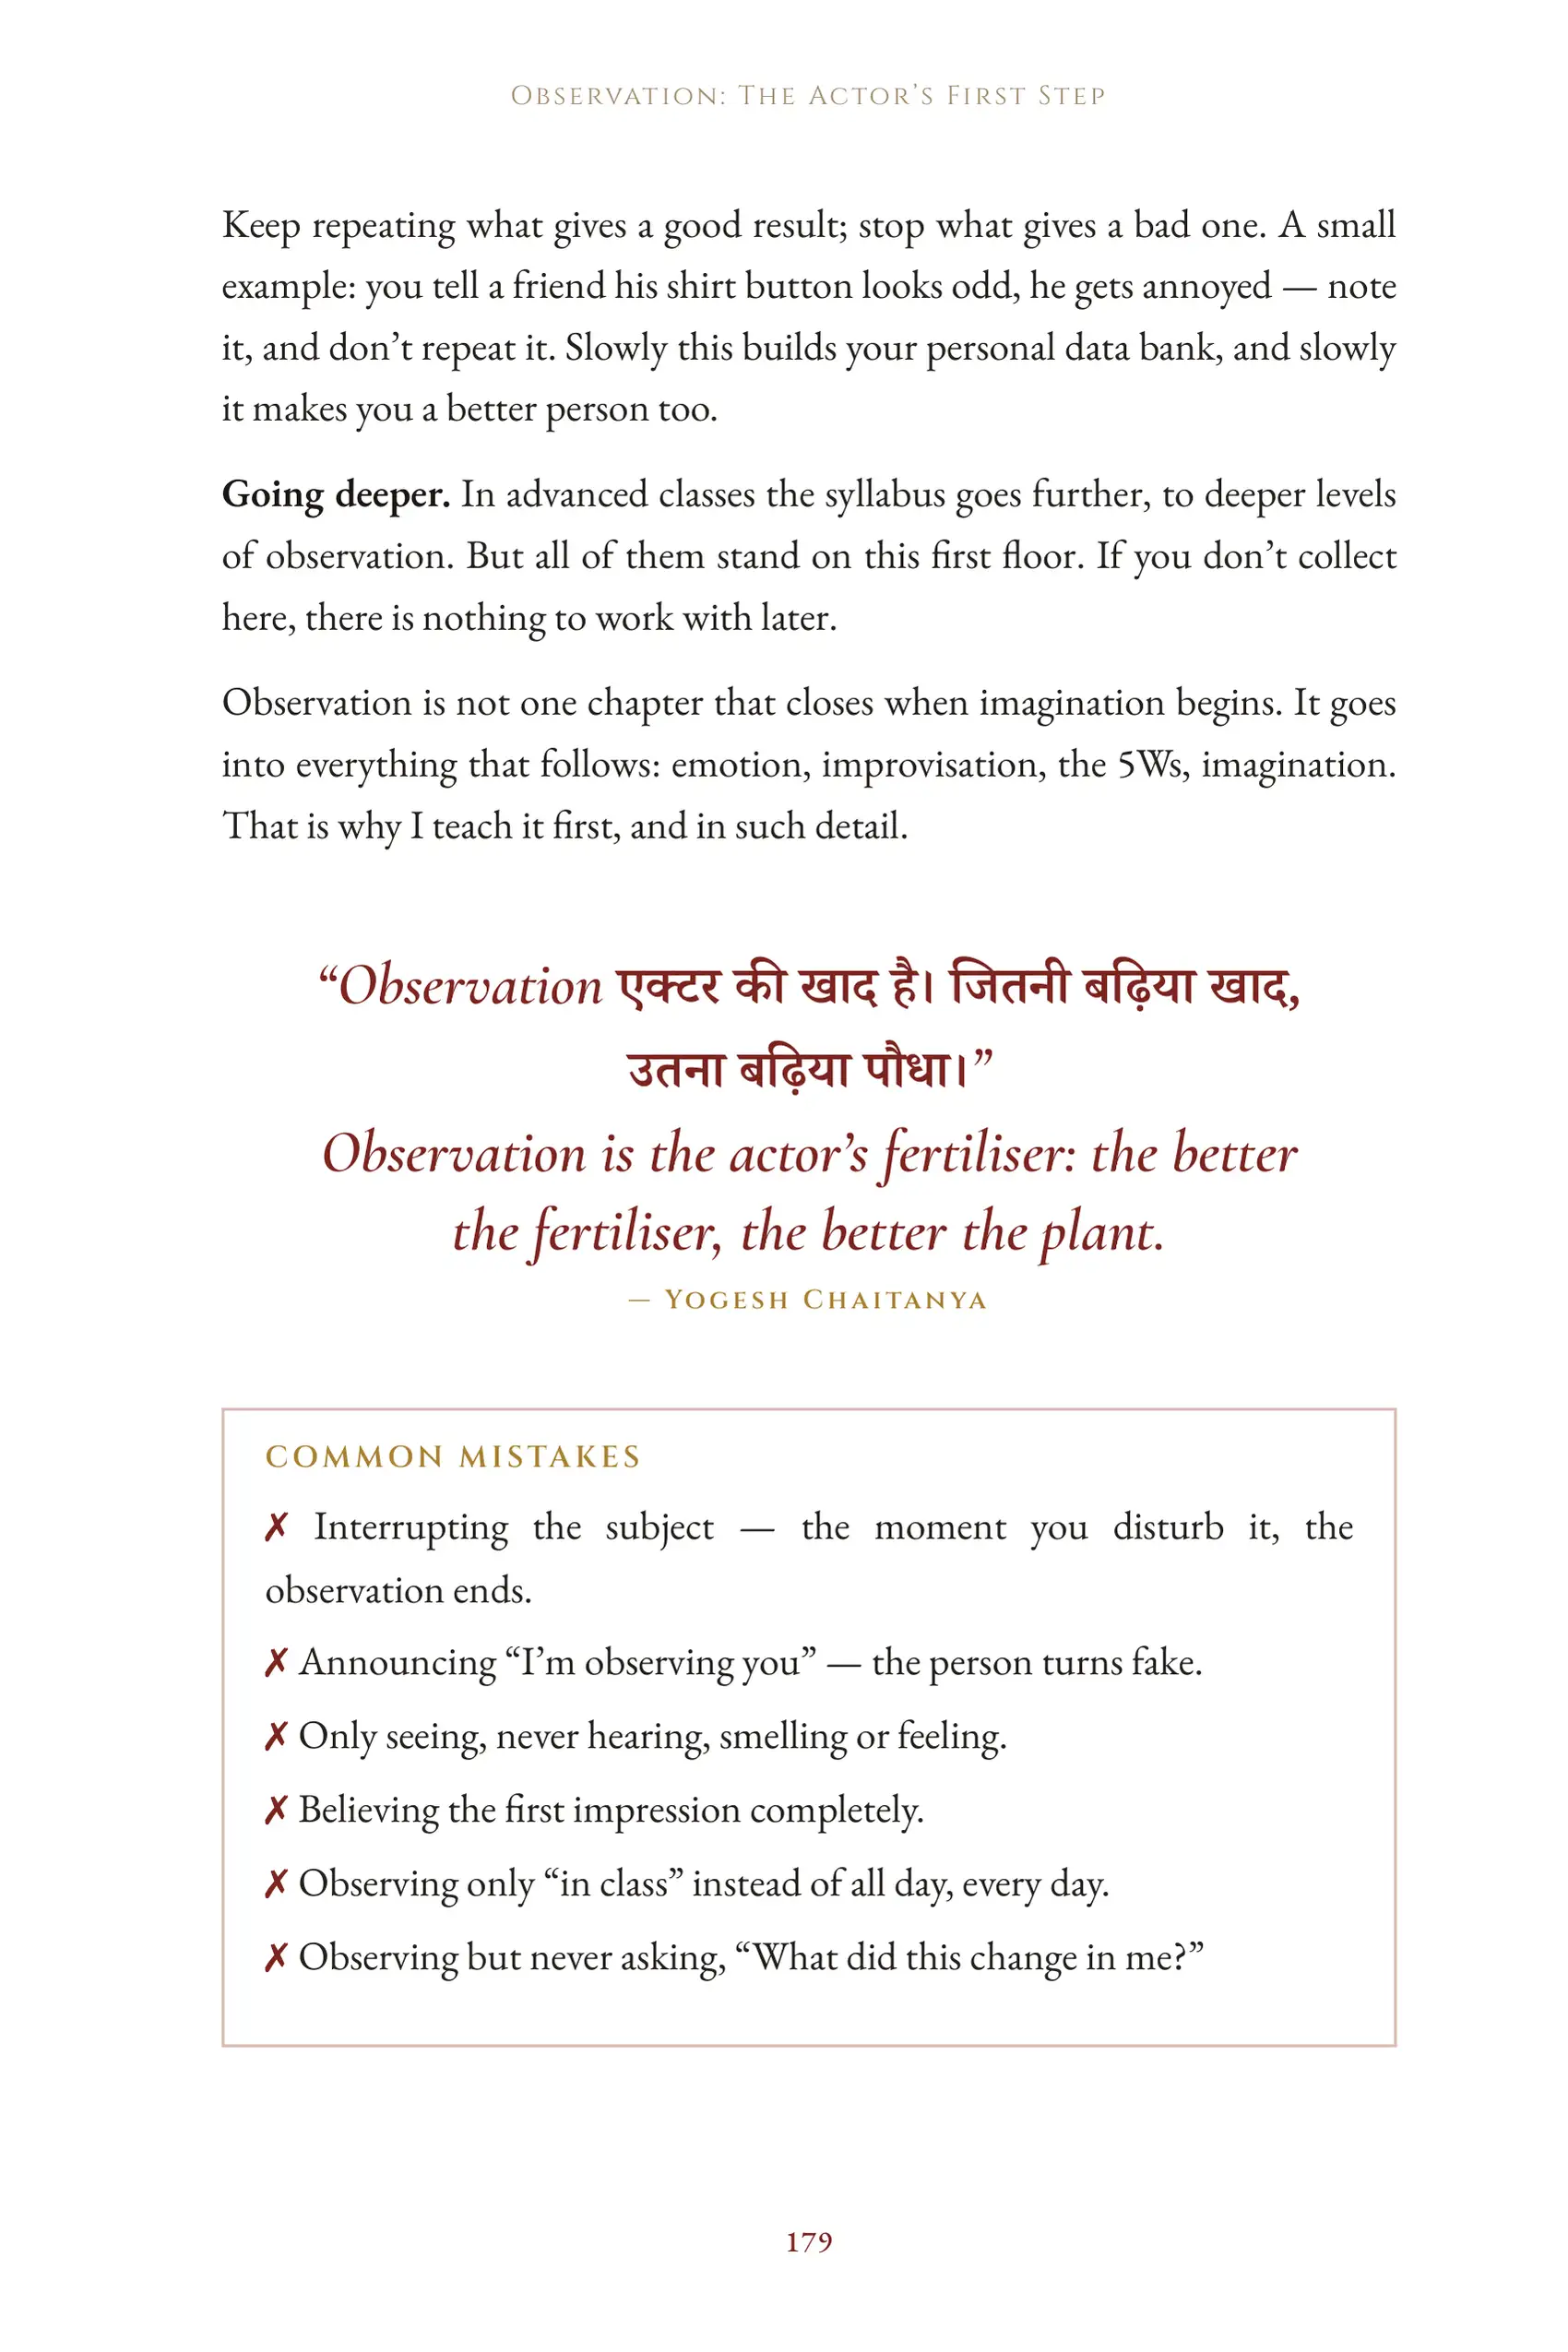 Observation: The Actor’s First Step
Keep repeating what gives a good result; stop what gives a bad one. A small
example: you tell a friend his shirt button looks odd, he gets annoyed — note
it, and don’t repeat it. Slowly this builds your personal data bank, and slowly
it makes you a better person too.
Going deeper. In advanced classes the syllabus goes further, to deeper levels
of observation. But all of them stand on this first floor. If you don’t collect
here, there is nothing to work with later.
Observation is not one chapter that closes when imagination begins. It goes
into everything that follows: emotion, improvisation, the 5Ws, imagination.
That is why I teach it first, and in such detail.
“Observation एक्टर की खाद है। जितनी बढ़िया खाद,
उतना बढ़िया पौधा।”
Observation is the actor’s fertiliser: the better
the fertiliser, the better the plant.
— Yogesh Chaitanya
COMMON MISTAKES
✗ Interrupting the subject — the moment you disturb it, the
observation ends.
✗ Announcing “I’m observing you” — the person turns fake.
✗ Only seeing, never hearing, smelling or feeling.
✗ Believing the first impression completely.
✗ Observing only “in class” instead of all day, every day.
✗ Observing but never asking, “What did this change in me?”
179